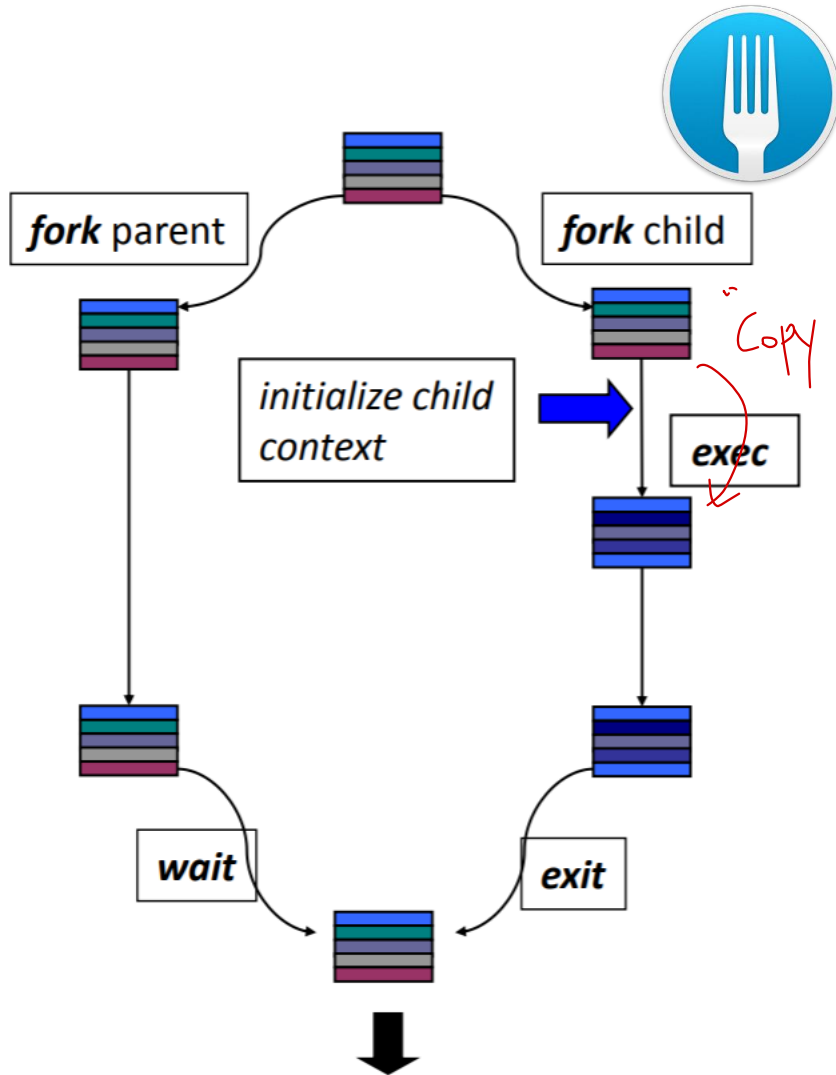 fork parent
fork child
Copy
initialize child
context
exec
wait
exit